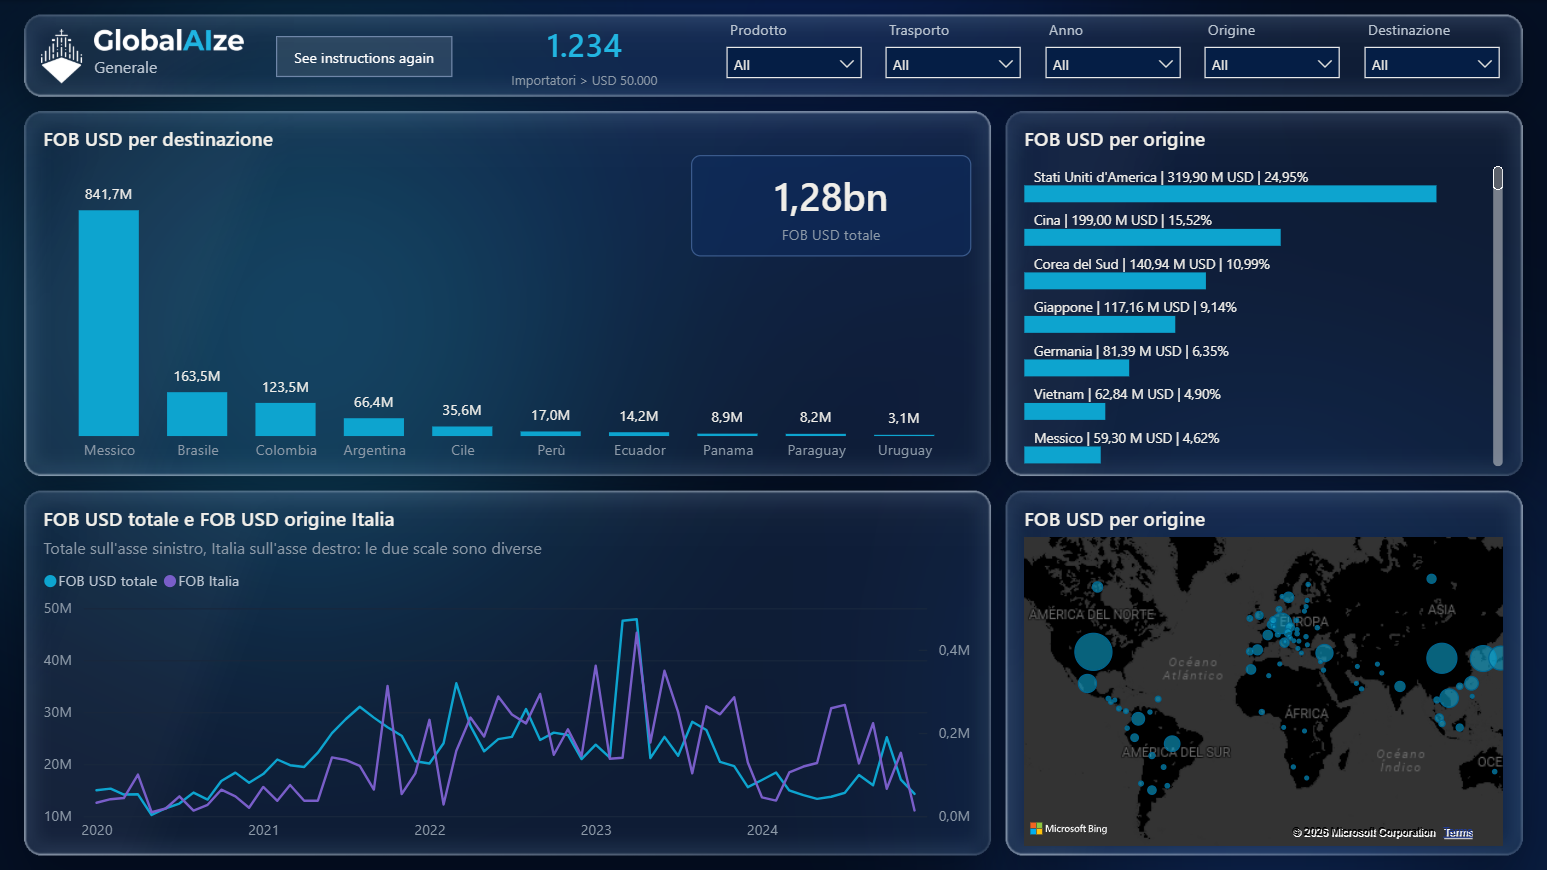 GlobalAIze
Generale
See instructions again
1.234
Importatori > USD 50.000
Prodotto
All
Trasporto
All
Anno
All
Origine
All
Destinazione
All
FOB USD per destinazione
1,28bn
FOB USD totale
841,7M
163,5M
123,5M
66,4M
35,6M
17,0M
14,2M
8,9M
8,2M
3,1M
Messico
Brasile
Colombia
Argentina
Cile
Perù
Ecuador
Panama
Paraguay
Uruguay
FOB USD per origine
Stati Uniti d'America | 319,90 M USD | 24,95%
Cina | 199,00 M USD | 15,52%
Corea del Sud | 140,94 M USD | 10,99%
Giappone | 117,16 M USD | 9,14%
Germania | 81,39 M USD | 6,35%
Vietnam | 62,84 M USD | 4,90%
Messico | 59,30 M USD | 4,62%
FOB USD totale e FOB USD origine Italia
Totale sull'asse sinistro, Italia sull'asse destro: le due scale sono diverse
FOB USD totale
FOB Italia
50M
40M
30M
20M
10M
0,4M
0,2M
0,0M
2020
2021
2022
2023
2024
FOB USD per origine
AMÉRICA DEL NORTE
EUROPA
ASIA
Océano
Atlántico
ÁFRICA
AMÉRICA DEL SUR
Océano
Índico
OCE
Microsoft Bing
© 2026 Microsoft Corporation
Terms